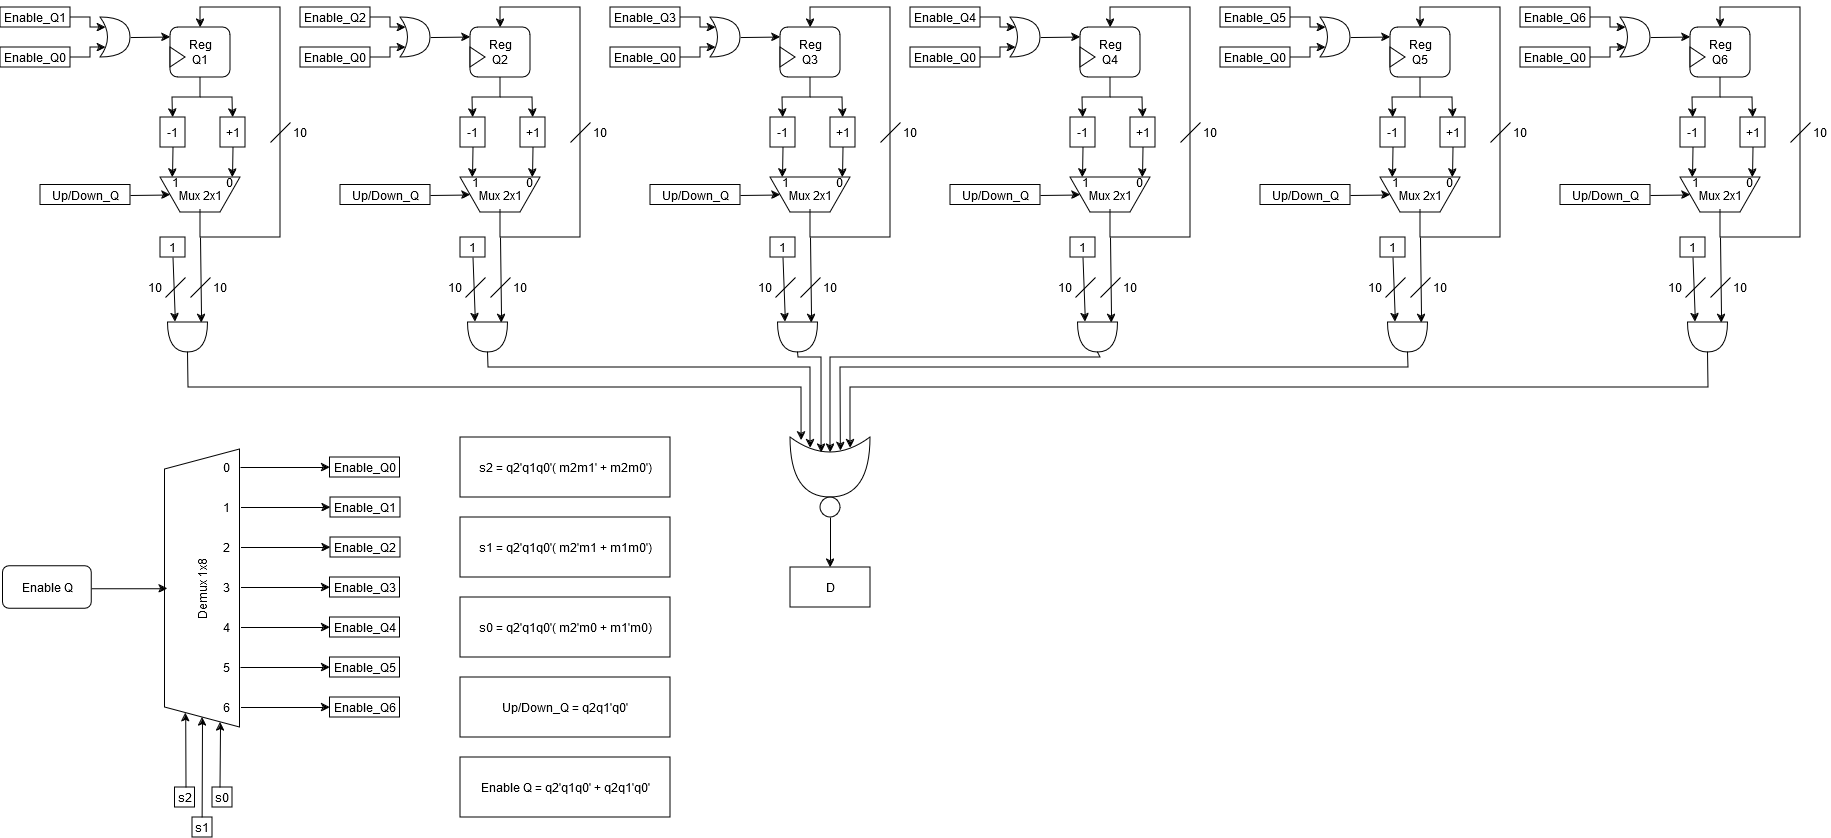 Enable_Q1
Enable_Q0
Reg
Q1
-1
+1
10
Up/Down_Q
1
0
Mux 2x1
1
10
10
Enable_Q2
Enable_Q0
Reg
Q2
-1
+1
10
Up/Down_Q
1
0
Mux 2x1
1
10
10
Enable_Q3
Enable_Q0
Reg
Q3
-1
+1
10
Up/Down_Q
1
0
Mux 2x1
1
10
10
Enable_Q4
Enable_Q0
Reg
Q4
-1
+1
10
Up/Down_Q
1
0
Mux 2x1
1
10
10
Enable_Q5
Enable_Q0
Reg
Q5
-1
+1
10
Up/Down_Q
1
0
Mux 2x1
1
10
10
Enable_Q6
Enable_Q0
Reg
Q6
-1
+1
10
Up/Down_Q
1
0
Mux 2x1
1
10
10
Enable Q
Demux 1x8
0
Enable_Q0
1
Enable_Q1
2
Enable_Q2
3
Enable_Q3
4
Enable_Q4
5
Enable_Q5
6
Enable_Q6
s2
s1
s0
s2 = q2'q1q0'( m2m1' + m2m0')
s1 = q2'q1q0'( m2'm1 + m1m0')
s0 = q2'q1q0'( m2'm0 + m1'm0)
Up/Down_Q = q2q1'q0'
Enable Q = q2'q1q0' + q2q1'q0'
D